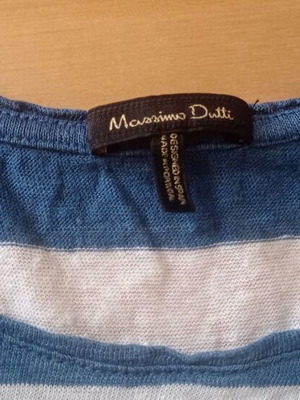 Massimo Dutti
DESIGNED IN SPAIN
MADE IN PORTUGAL